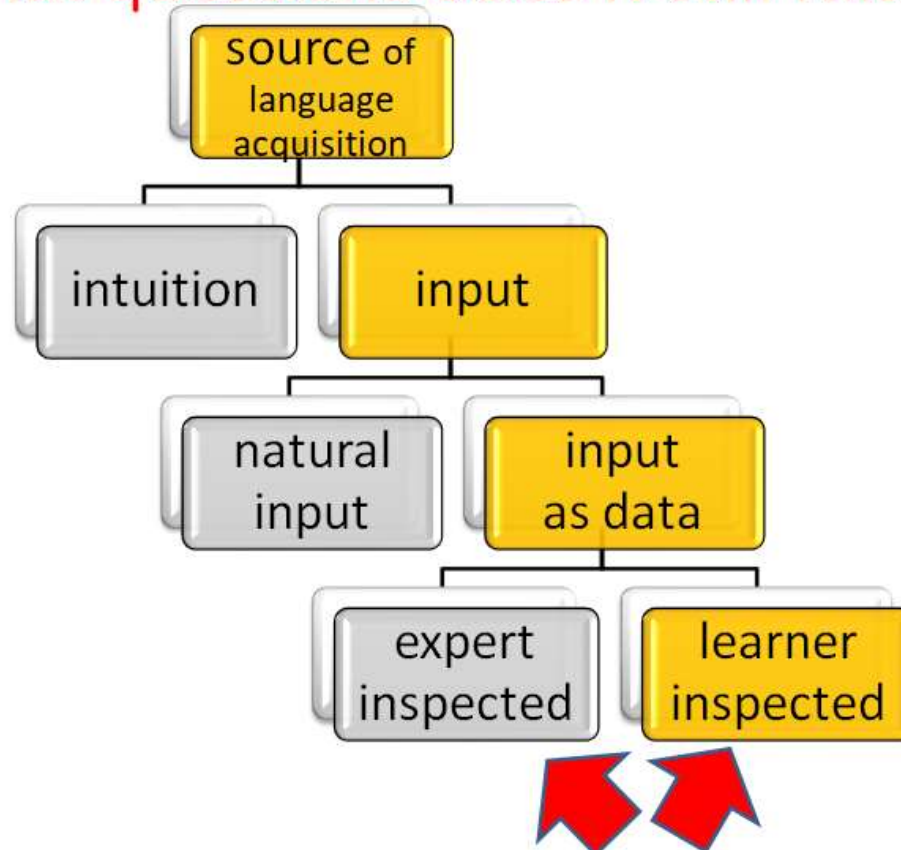 source of
language
acquisition
intuition
input
natural
input
input
as data
expert
inspected
learner
inspected